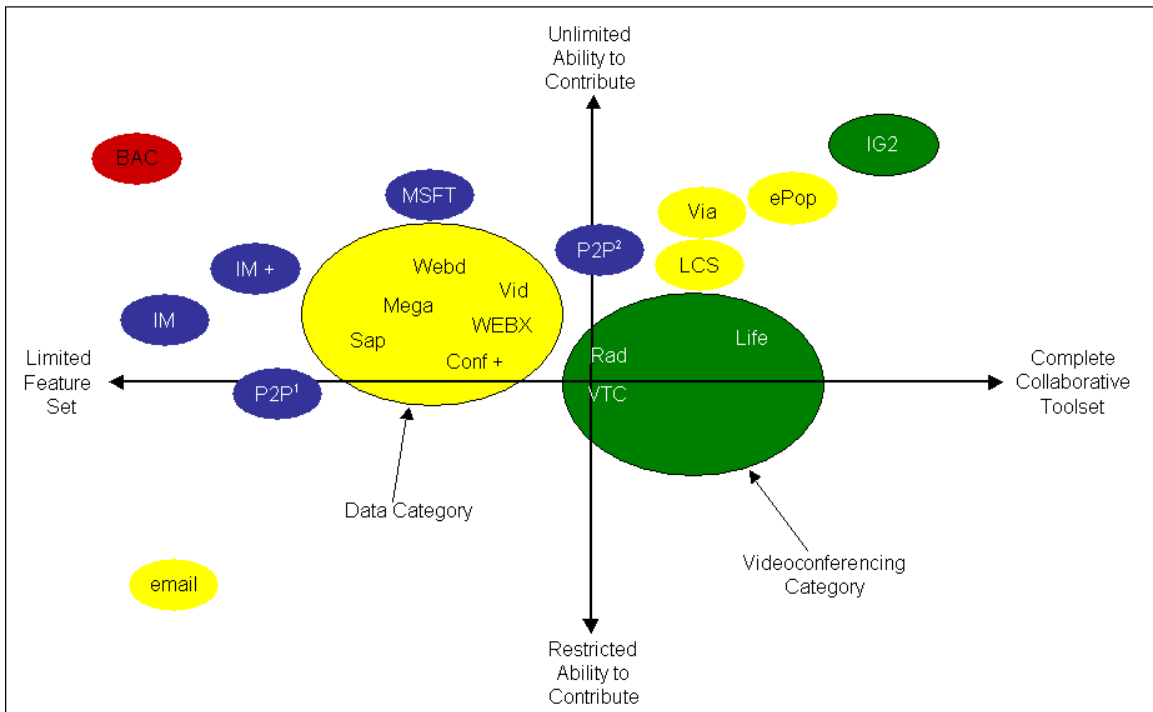 Unlimited
Ability to
Contribute
BAC
IG2
MSFT
ePop
Via
P2P²
Webd
IM +
LCS
Vid
Mega
IM
WEBX
Sap
Life
Conf +
Rad
Limited
Feature
Set
Complete
Collaborative
Toolset
P2P¹
VTC
Data Category
Videoconferencing
Category
email
Restricted
Ability to
Contribute